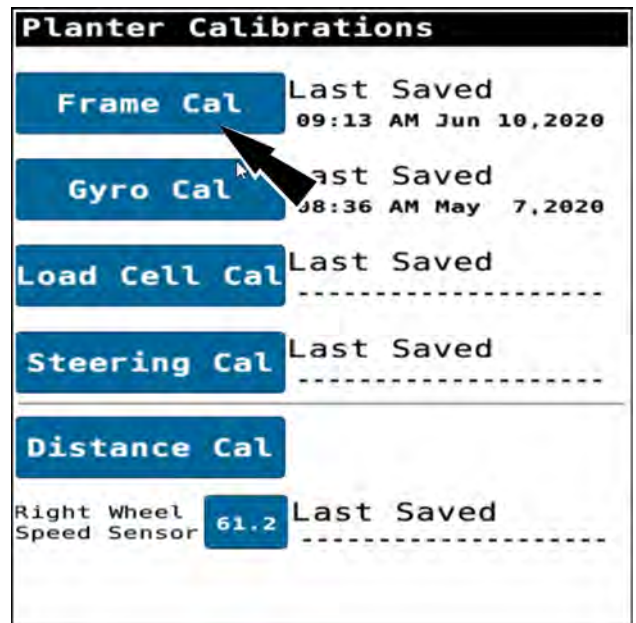 Planter Calibrations
Frame Cal
Last Saved
09:13 AM Jun 10,2020
Gyro Cal
Last Saved
08:36 AM May 7,2020
Load Cell Cal
Last Saved
--------------------
Steering Cal
Last Saved
--------------------
Distance Cal
Right Wheel
Speed Sensor
61.2
Last Saved
--------------------